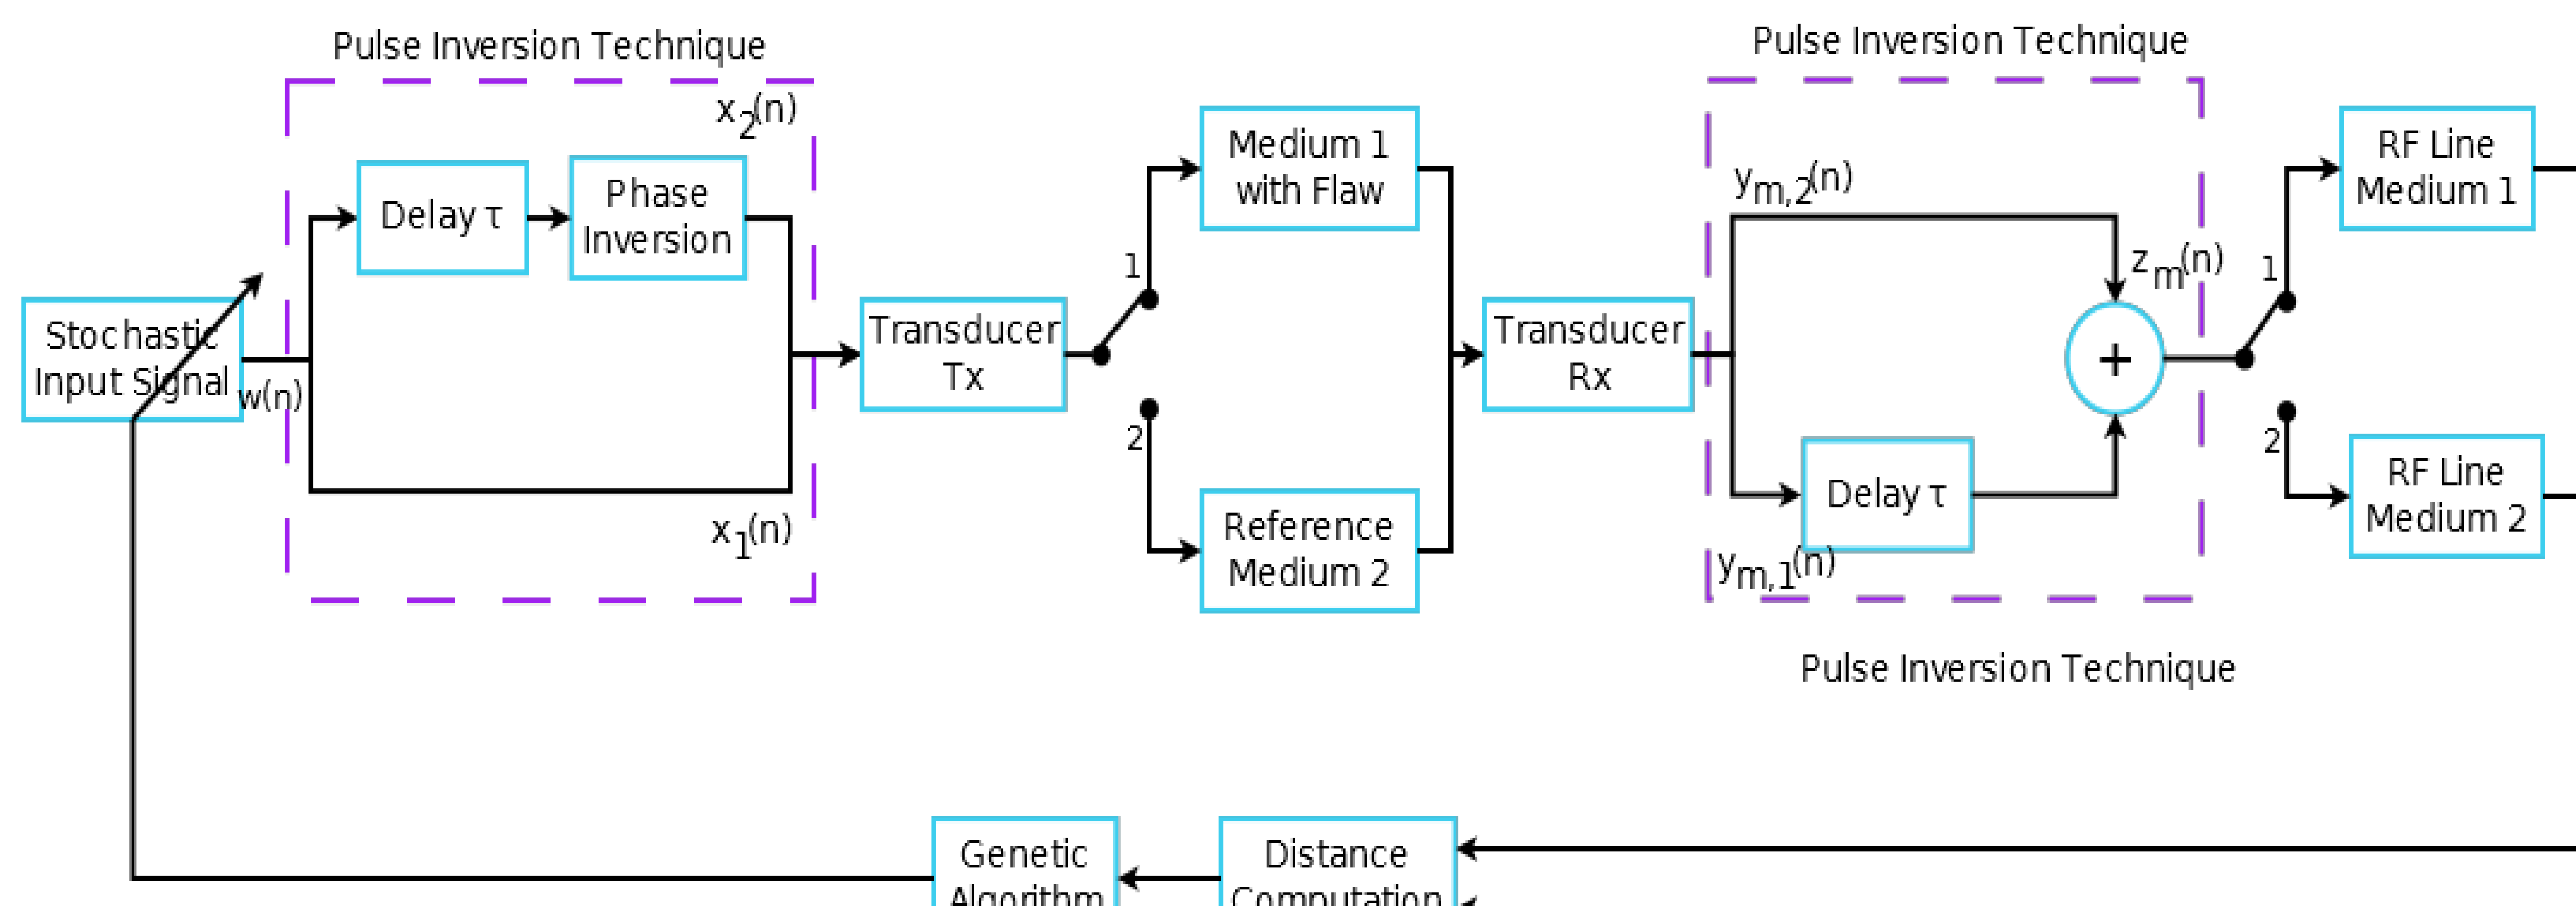 Pulse Inversion Technique
Pulse Inversion Technique
x2(n)
Delay τ
Phase
Inversion
Stochastic
Input Signal
w(n)
x1(n)
Transducer
Tx
1
2
Medium 1
with Flaw
Reference
Medium 2
Transducer
Rx
ym,2(n)
zm(n)
+
Delay τ
ym,1(n)
1
2
RF Line
Medium 1
RF Line
Medium 2
Pulse Inversion Technique
Genetic
Algorithm
Distance
Computation